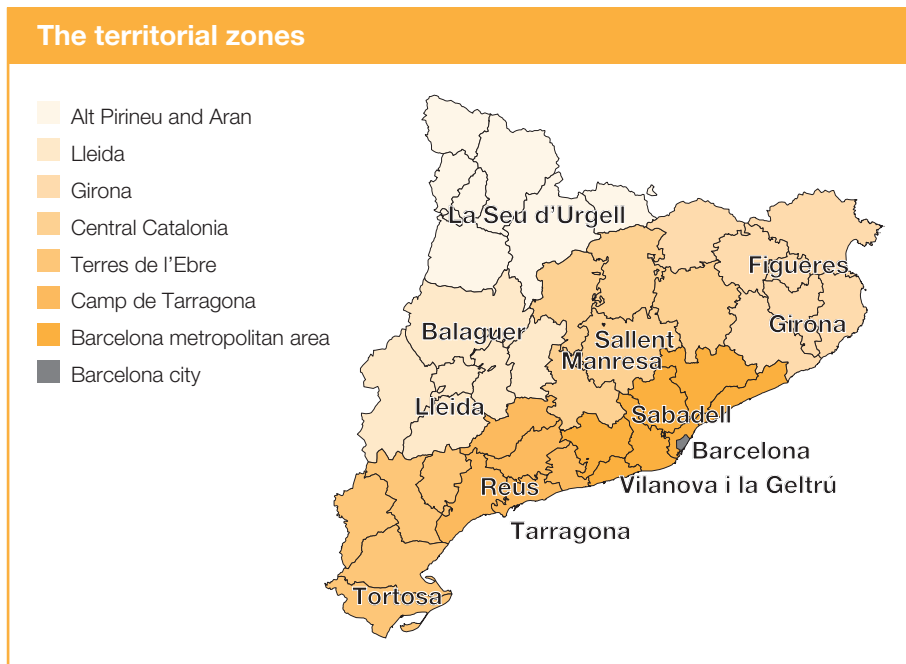 The territorial zones
Alt Pirineu and Aran
Lleida
Girona
Central Catalonia
Terres de l'Ebre
Camp de Tarragona
Barcelona metropolitan area
Barcelona city
La Seu d'Urgell
Figueres
Balaguer
Girona
Sallent
Manresa
Lleida
Sabadell
Barcelona
Reus
Vilanova i la Geltrú
Tarragona
Tortosa